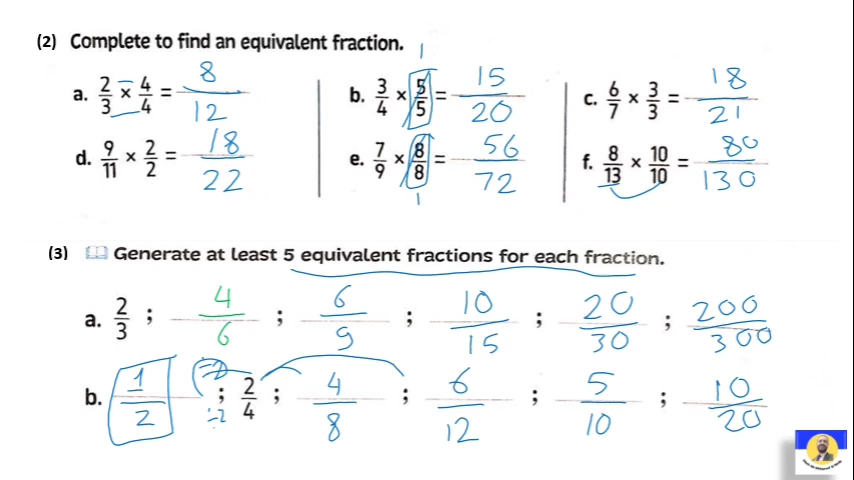 (2) Complete to find an equivalent fraction.
a. 2/3 × 4/4 = 8/12
b. 3/4 × 5/5 = 15/20 1
c. 6/7 × 3/3 = 18/21
d. 9/11 × 2/2 = 18/22
e. 7/9 × 8/8 = 56/72 1
f. 8/13 × 10/10 = 80/130
(3) Generate at least 5 equivalent fractions for each fraction.
a. 2/3 ; 4/6 ; 6/9 ; 10/15 ; 20/30 ; 200/300
b. 1/2 ; 2/4 ; 4/8 ; 6/12 ; 5/10 ; 10/20
÷2
÷2